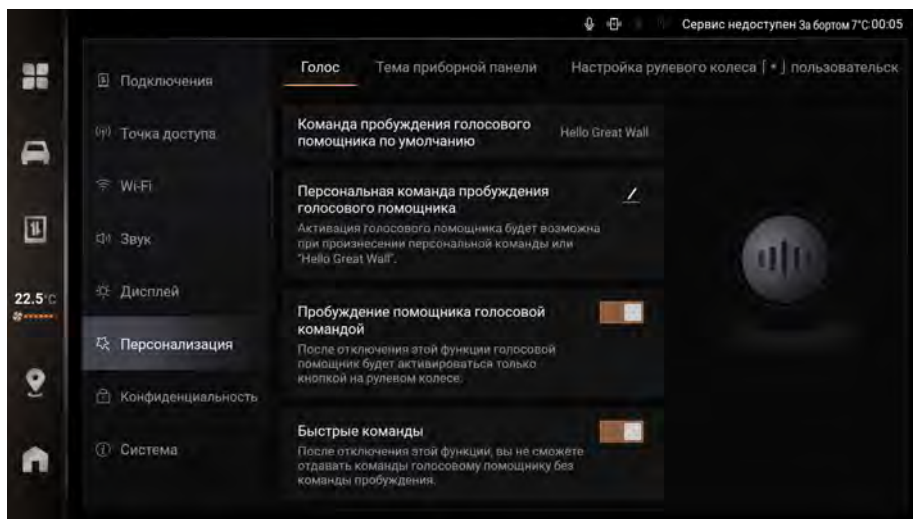 Сервис недоступен За бортом 7°C 00:05
Подключения
Точка доступа
Wi-Fi
Звук
Дисплей
Персонализация
Конфиденциальность
Система
22.5°C
Голос
Тема приборной панели
Настройка рулевого колеса [ * ] пользовательск
Команда пробуждения голосового
помощника по умолчанию
Hello Great Wall
Персональная команда пробуждения
голосового помощника
Активация голосового помощника будет возможна
при произнесении персональной команды или
"Hello Great Wall".
Пробуждение помощника голосовой
командой
После отключения этой функции голосовой
помощник будет активироваться только
кнопкой на рулевом колесе.
Быстрые команды
После отключения этой функции, вы не сможете
отдавать команды голосовому помощнику без
команды пробуждения.